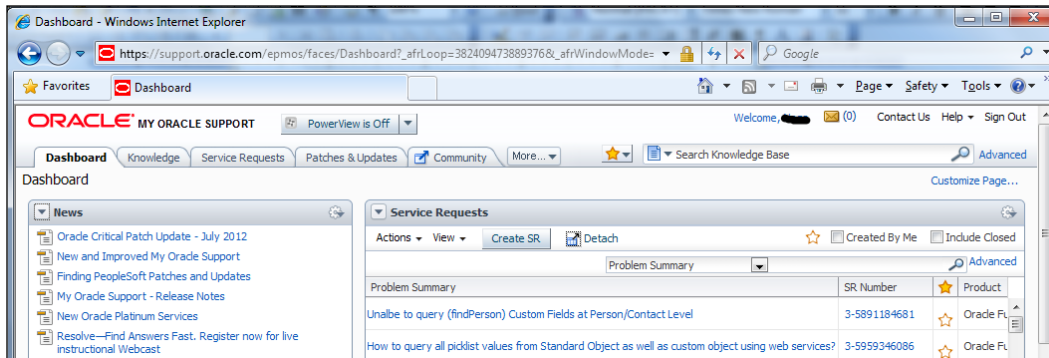 Dashboard - Windows Internet Explorer
https://support.oracle.com/epmos/faces/Dashboard?_afrLoop=382409473889376&_afrWindowMode=
Google
Favorites
Dashboard
Page
Safety
Tools
ORACLE MY ORACLE SUPPORT
PowerView is Off
Welcome,
(0)
Contact Us
Help
Sign Out
Dashboard
Knowledge
Service Requests
Patches & Updates
Community
More...
Search Knowledge Base
Advanced
Dashboard
Customize Page...
News
Oracle Critical Patch Update - July 2012
New and Improved My Oracle Support
Finding PeopleSoft Patches and Updates
My Oracle Support - Release Notes
New Oracle Platinum Services
Resolve—Find Answers Fast. Register now for live
instructional Webcast
Service Requests
Actions
View
Create SR
Detach
Created By Me
Include Closed
Problem Summary
Advanced
Problem Summary
SR Number
Product
Unalbe to query (findPerson) Custom Fields at Person/Contact Level
3-5891184681
Oracle Fu
How to query all picklist values from Standard Object as well as custom object using web services?
3-5959346086
Oracle Fu